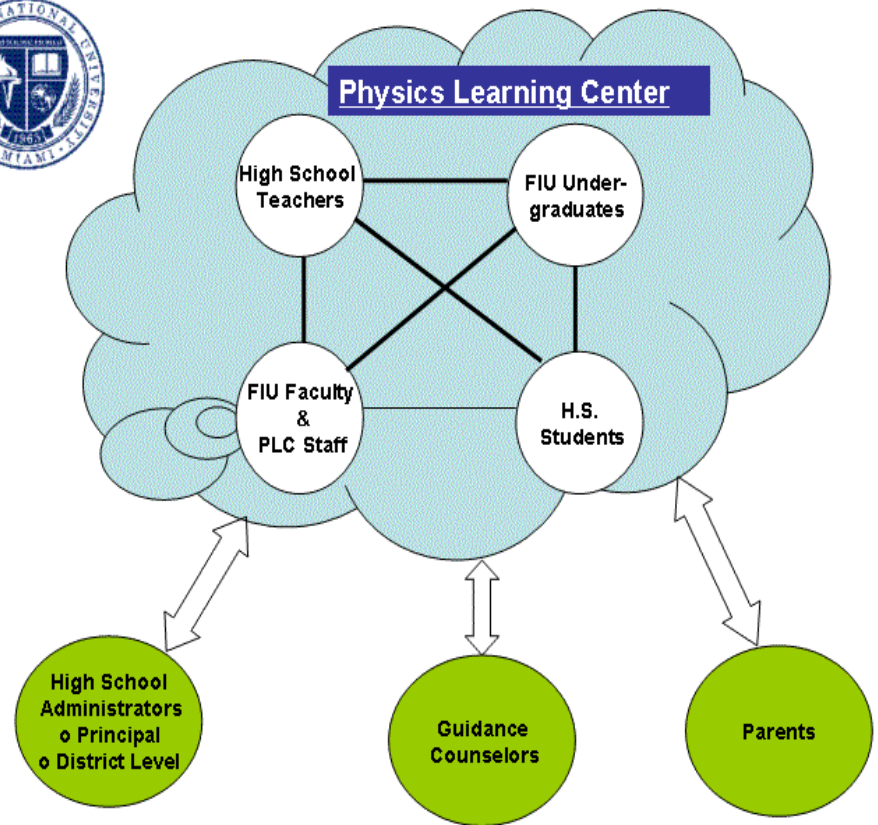 NATIONAL UNIVERSITY
1965
MIAMI
Physics Learning Center
High School
Teachers
FIU Under-
graduates
FIU Faculty
&
PLC Staff
H.S.
Students
High School
Administrators
o Principal
o District Level
Guidance
Counselors
Parents